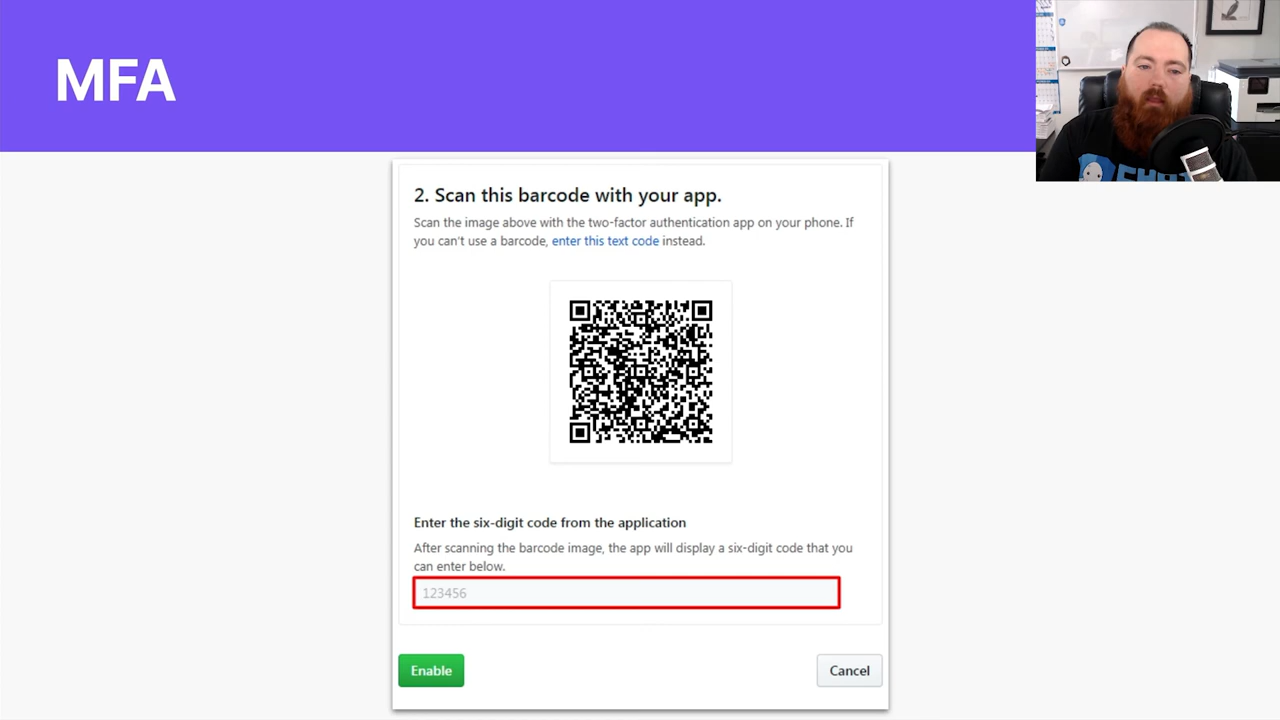 MFA
2. Scan this barcode with your app.
Scan the image above with the two-factor authentication app on your phone. If
you can't use a barcode, enter this text code instead.
Enter the six-digit code from the application
After scanning the barcode image, the app will display a six-digit code that you
can enter below.
123456
Enable
Cancel